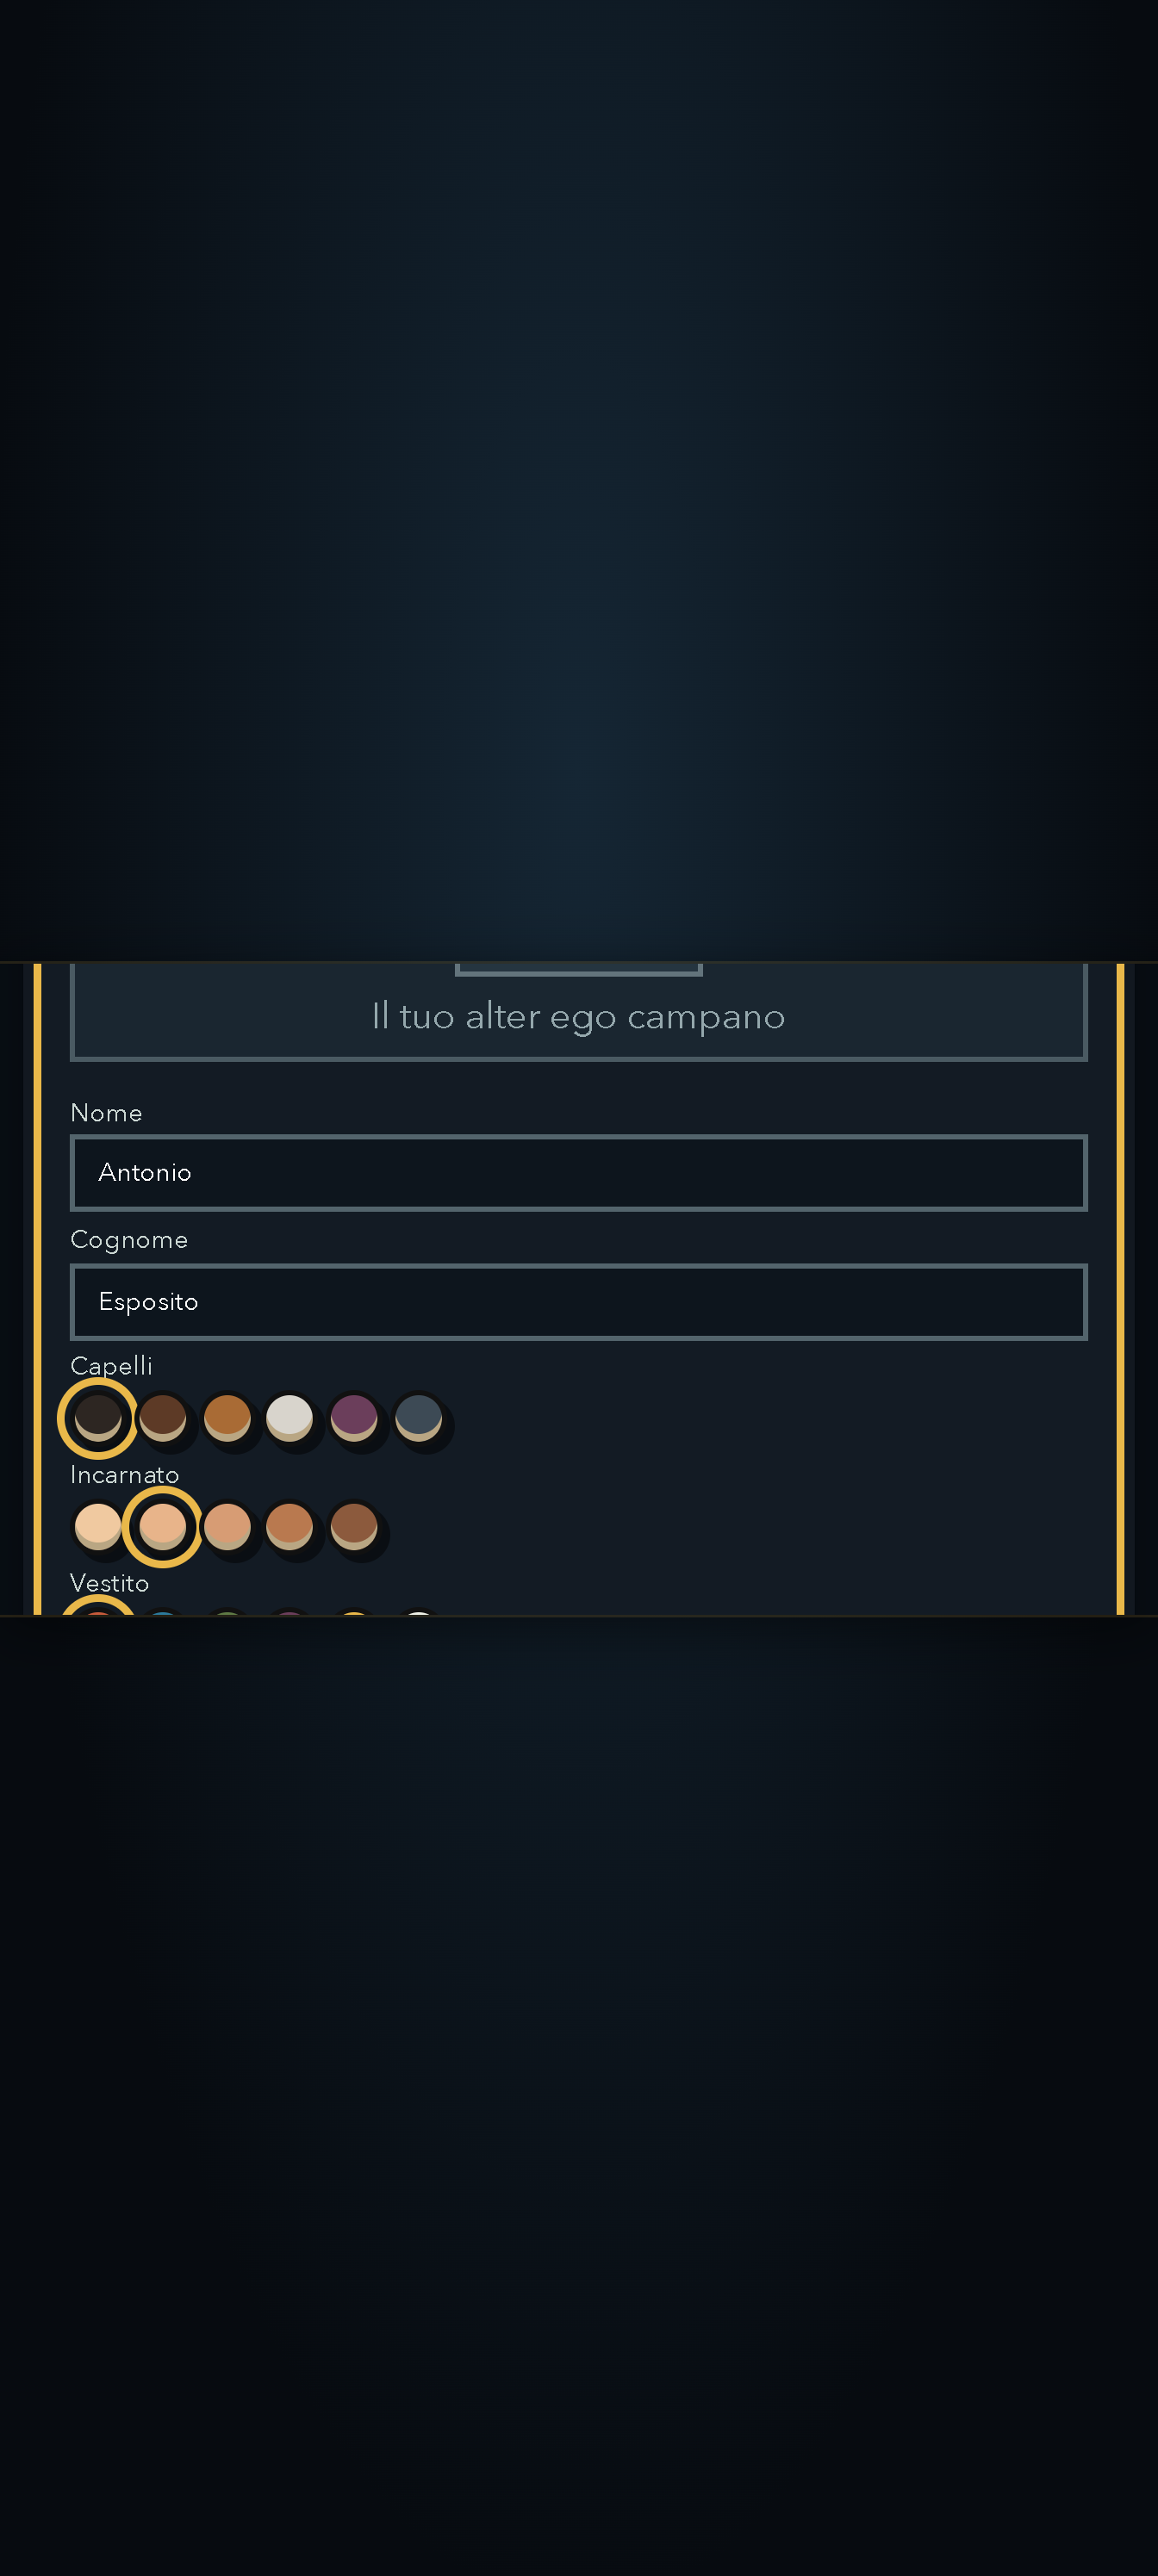 Il tuo alter ego campano
Nome
Antonio
Cognome
Esposito
Capelli
Incarnato
Vestito